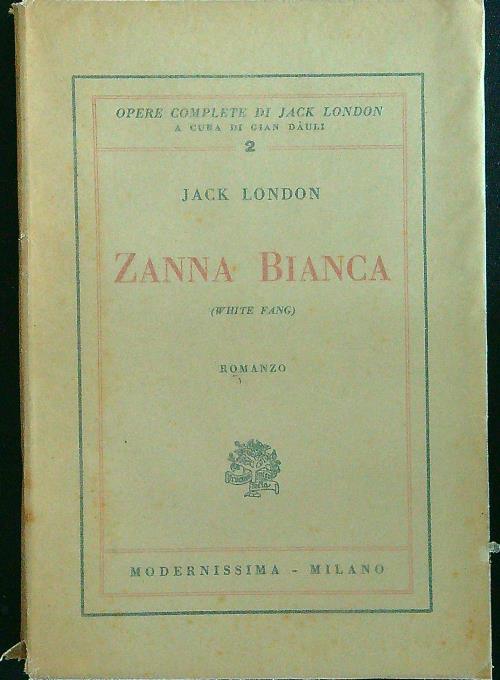 OPERE COMPLETE DI JACK LONDON
A CURA DI GIAN DÀULI
2
JACK LONDON
ZANNA BIANCA
(WHITE FANG)
ROMANZO
MODERNISSIMA - MILANO